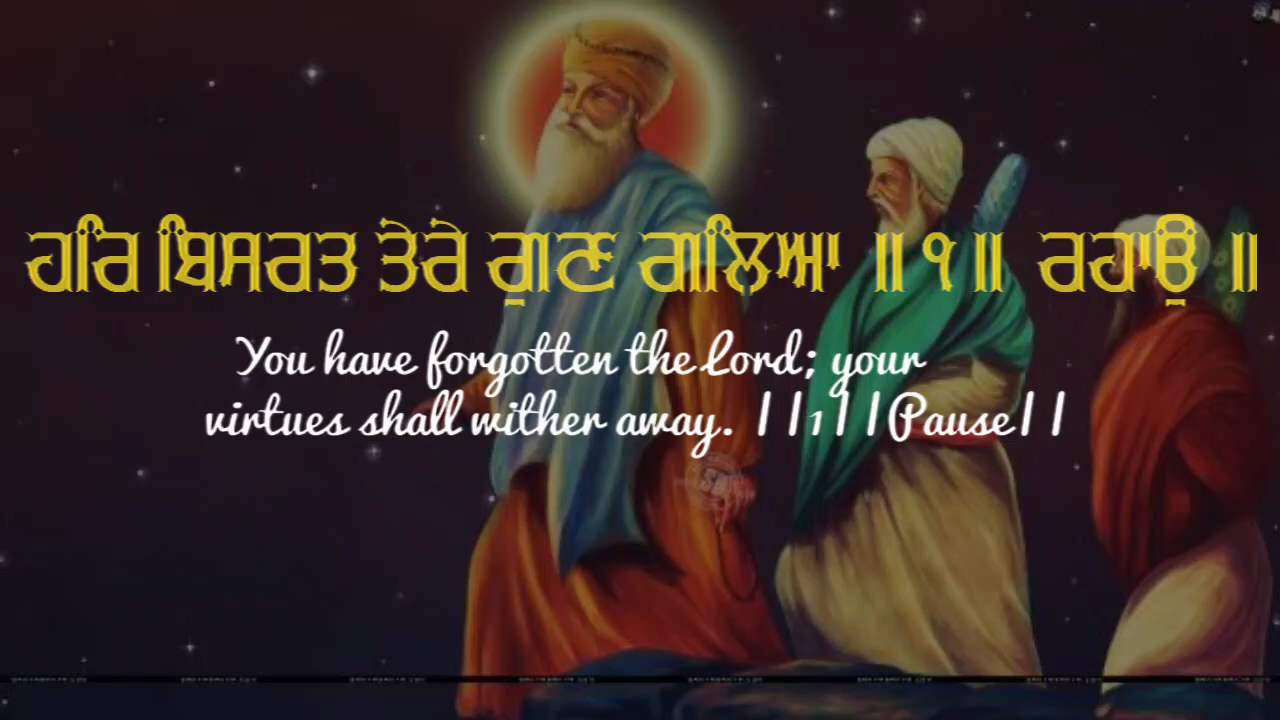 ਹਰਿ ਬਿਸਰਤ ਤੇਰੇ ਗੁਣ ਗਲਿਆ ॥੧॥ ਰਹਾਉ ॥
You have forgotten the Lord; your
virtues shall wither away. ||1||Pause||